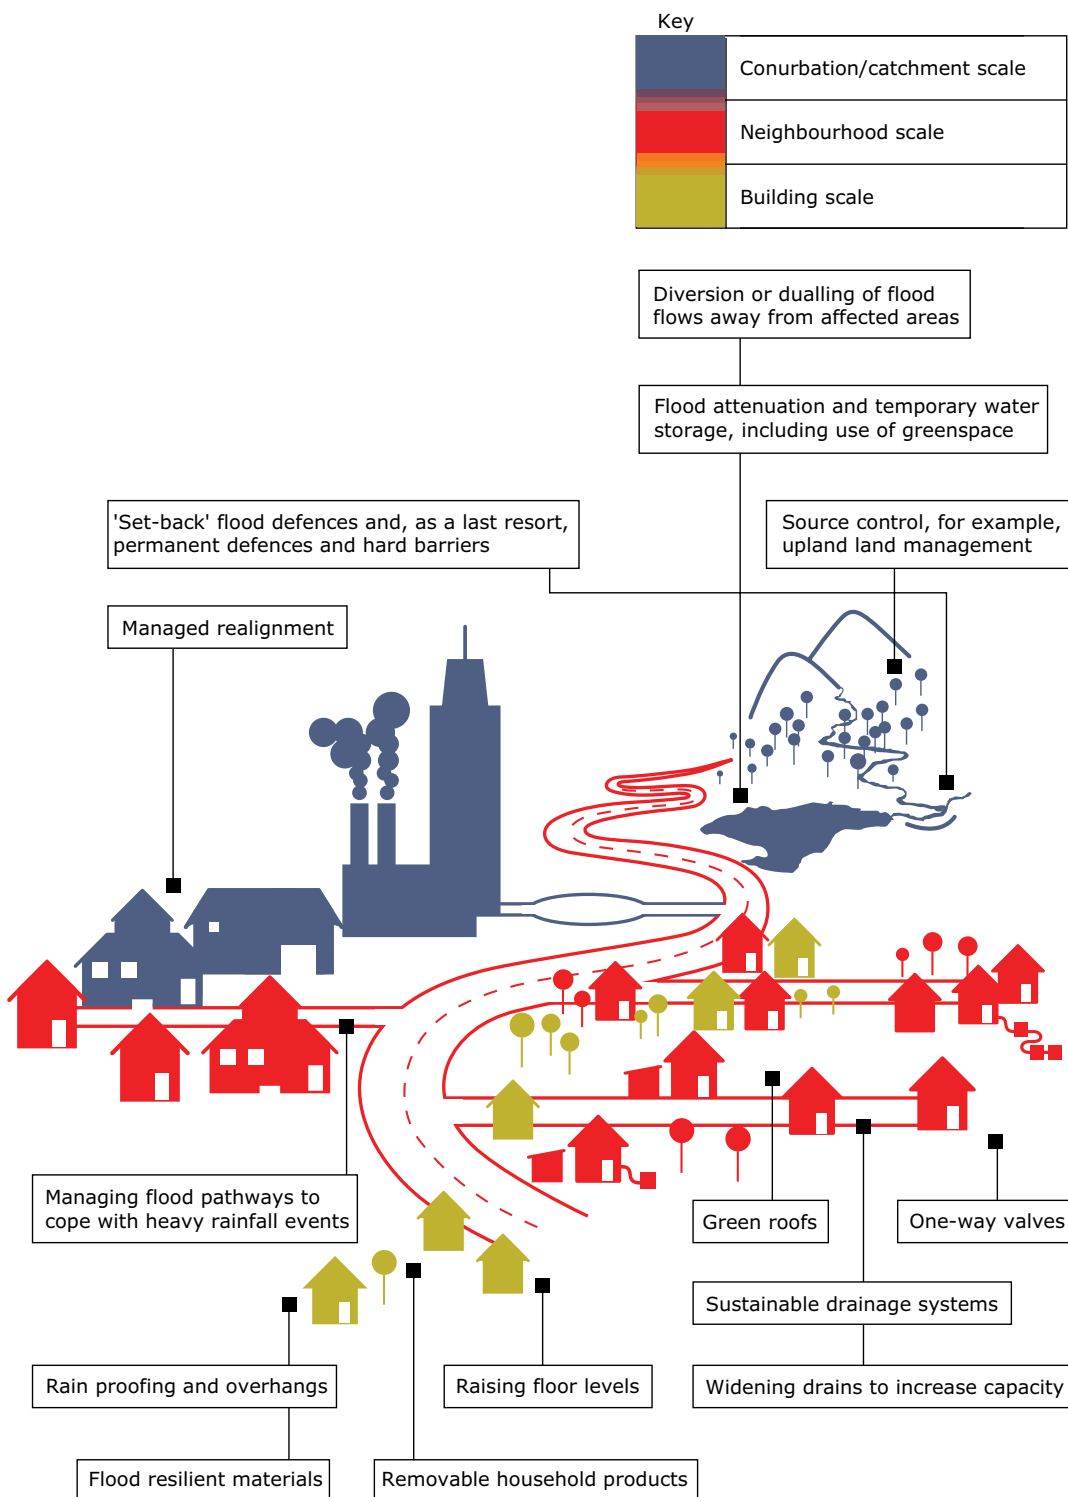 Key
Conurbation/catchment scale
Neighbourhood scale
Building scale
Diversion or dualling of flood
flows away from affected areas
Flood attenuation and temporary water
storage, including use of greenspace
'Set-back' flood defences and, as a last resort,
permanent defences and hard barriers
Source control, for example,
upland land management
Managed realignment
Managing flood pathways to
cope with heavy rainfall events
Green roofs
One-way valves
Sustainable drainage systems
Rain proofing and overhangs
Raising floor levels
Widening drains to increase capacity
Flood resilient materials
Removable household products